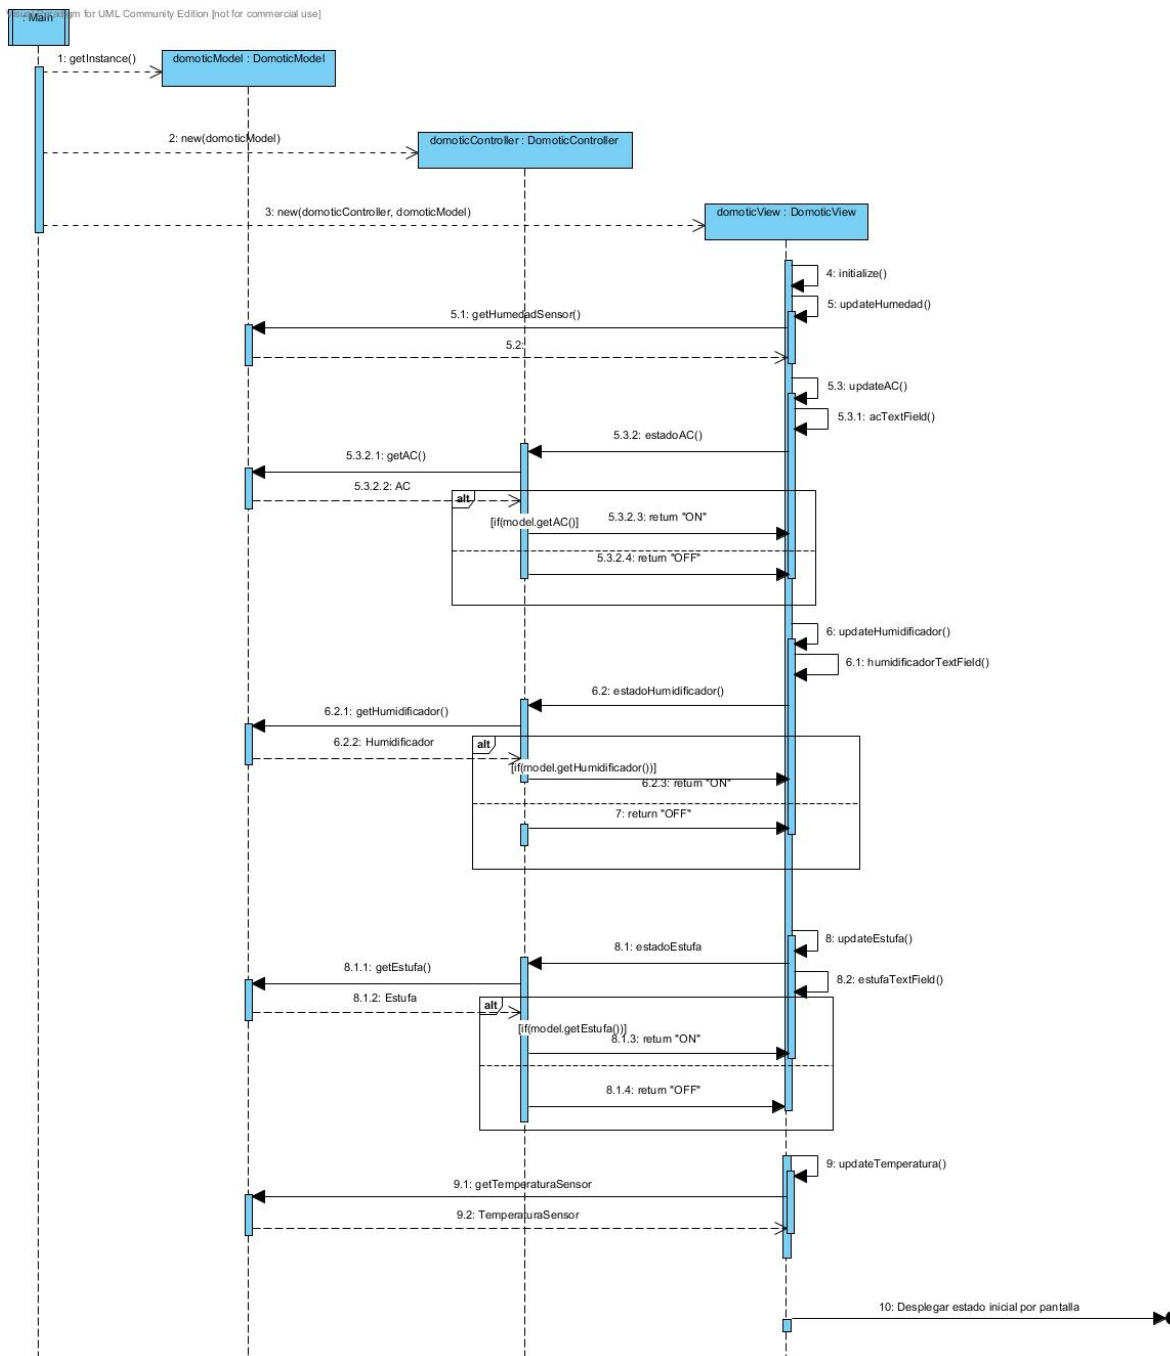 Visual Paradigm for UML Community Edition [not for commercial use]
: Main
1: getInstance()
domoticModel : DomoticModel
2: new(domoticModel)
domoticController : DomoticController
3: new(domoticController, domoticModel)
domoticView : DomoticView
4: initialize()
5: updateHumedad()
5.1: getHumedadSensor()
5.2:
5.3: updateAC()
5.3.1: acTextField()
5.3.2: estadoAC()
5.3.2.1: getAC()
5.3.2.2: AC
alt
[if(model.getAC()]
5.3.2.3: return "ON"
5.3.2.4: return "OFF"
6: updateHumidificador()
6.1: humidificadorTextField()
6.2: estadoHumidificador()
6.2.1: getHumidificador()
6.2.2: Humidificador
alt
[if(model.getHumidificador())]
6.2.3: return "ON"
7: return "OFF"
8: updateEstufa()
8.1: estadoEstufa
8.1.1: getEstufa()
8.2: estufaTextField()
8.1.2: Estufa
alt
[if(model.getEstufa())]
8.1.3: return "ON"
8.1.4: return "OFF"
9: updateTemperatura()
9.1: getTemperaturaSensor
9.2: TemperaturaSensor
10: Desplegar estado inicial por pantalla